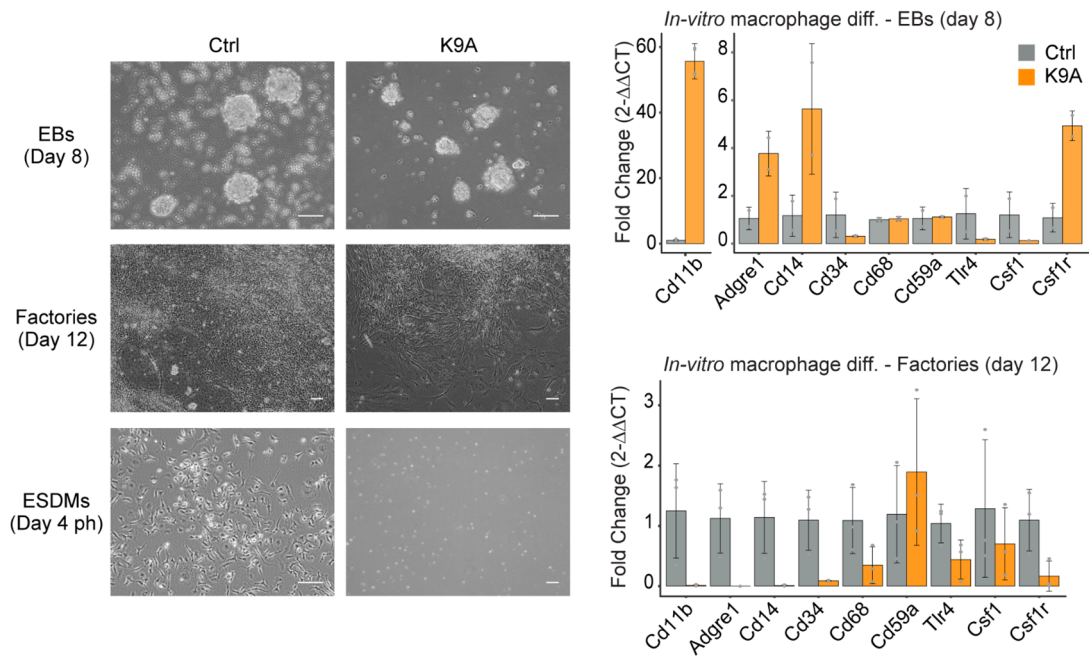 Ctrl
K9A
EBs
(Day 8)
Factories
(Day 12)
ESDMs
(Day 4 ph)
In-vitro macrophage diff. - EBs (day 8)
Fold Change (2-ΔΔCT)
60
40
20
0
8
6
4
2
0
Ctrl
K9A
Cd11b
Adgre1
Cd14
Cd34
Cd68
Cd59a
Tlr4
Csf1
Csf1r
In-vitro macrophage diff. - Factories (day 12)
Fold Change (2-ΔΔCT)
3
2
1
0
Cd11b
Adgre1
Cd14
Cd34
Cd68
Cd59a
Tlr4
Csf1
Csf1r